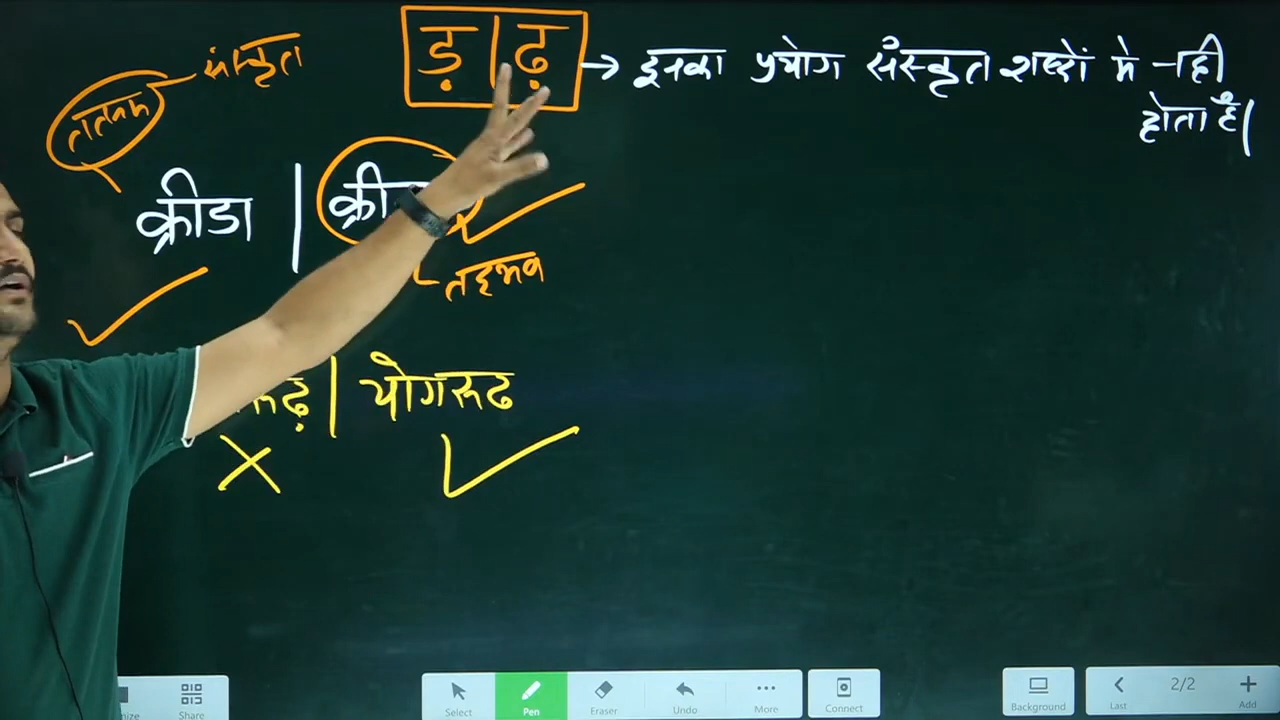 ड़ | ढ़ → इनका प्रयोग संस्कृत शब्दों मे नही
होता है|
संस्कृत
तत्सम
क्रीडा | क्री
तद्भव
रूढ़ | योगरूढ
Select
Pen
Eraser
Undo
More
Connect
Background
Last
2/2
Add
Share